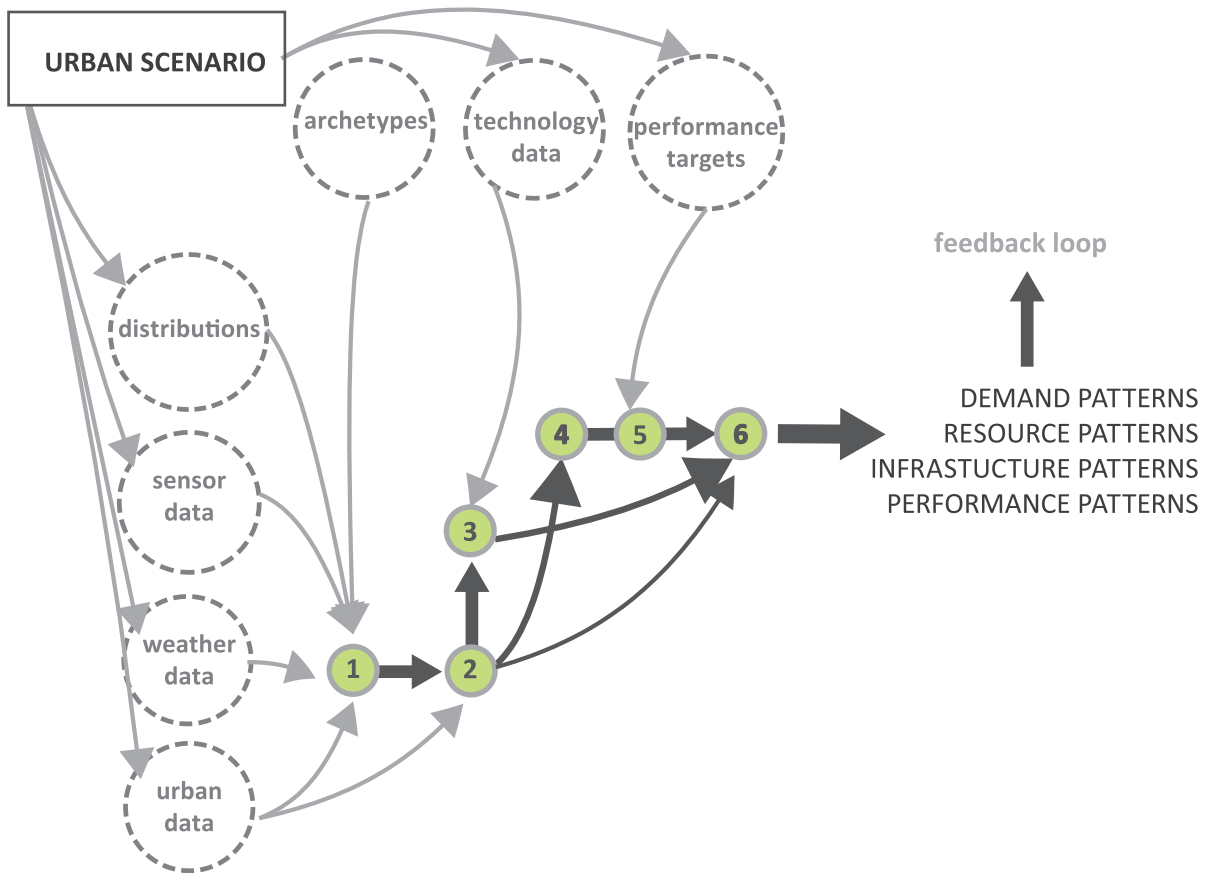 URBAN SCENARIO
archetypes
technology
data
performance
targets
feedback loop
distributions
DEMAND PATTERNS
RESOURCE PATTERNS
INFRASTUCTURE PATTERNS
PERFORMANCE PATTERNS
4
5
6
sensor
data
3
weather
data
1
2
urban
data